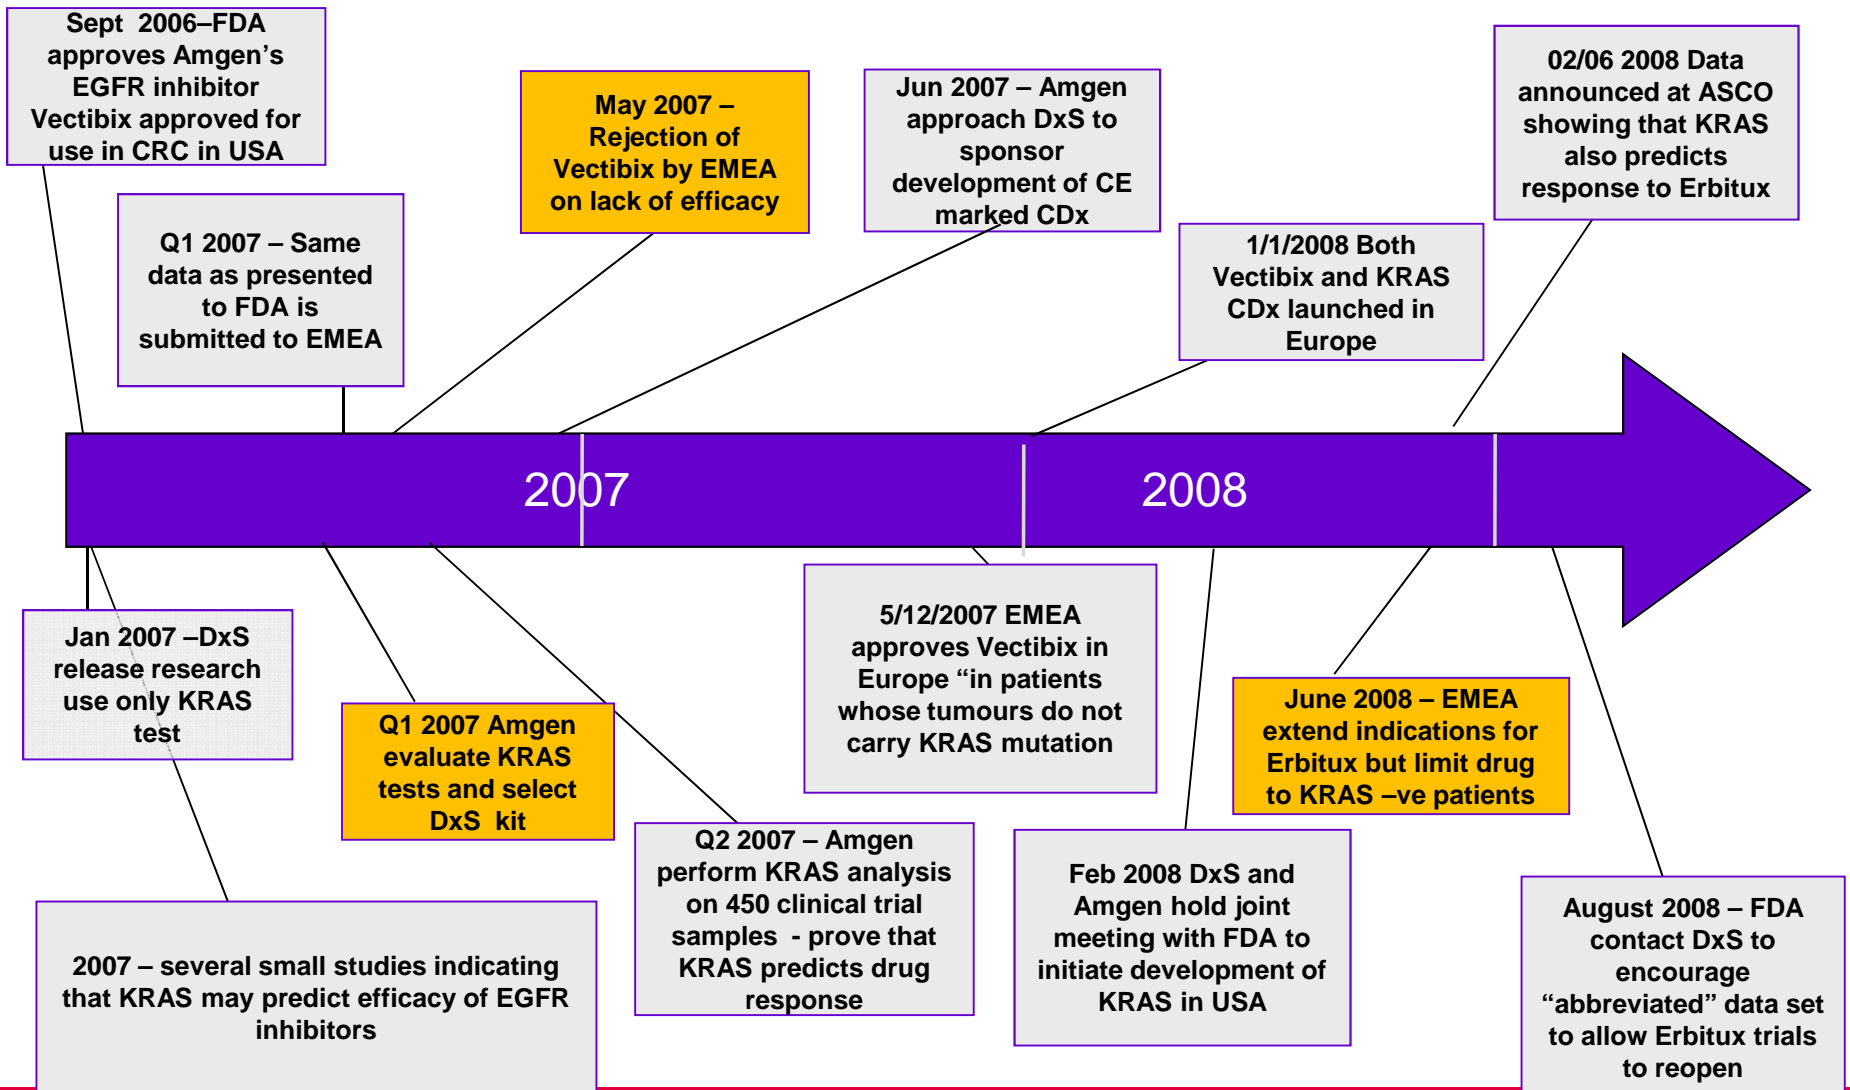 Sept  2006–FDA
approves Amgen's
EGFR inhibitor
Vectibix approved for
use in CRC in USA
Q1 2007 – Same
data as presented
to FDA is
submitted to EMEA
May 2007 –
Rejection of
Vectibix by EMEA
on lack of efficacy
Jun 2007 – Amgen
approach DxS to
sponsor
development of CE
marked CDx
1/1/2008 Both
Vectibix and KRAS
CDx launched in
Europe
02/06 2008 Data
announced at ASCO
showing that KRAS
also predicts
response to Erbitux
2007
2008
Jan 2007 –DxS
release research
use only KRAS
test
2007 – several small studies indicating
that KRAS may predict efficacy of EGFR
inhibitors
Q1 2007 Amgen
evaluate KRAS
tests and select
DxS  kit
Q2 2007 – Amgen
perform KRAS analysis
on 450 clinical trial
samples  - prove that
KRAS predicts drug
response
5/12/2007 EMEA
approves Vectibix in
Europe “in patients
whose tumours do not
carry KRAS mutation
Feb 2008 DxS and
Amgen hold joint
meeting with FDA to
initiate development of
KRAS in USA
June 2008 – EMEA
extend indications for
Erbitux but limit drug
to KRAS –ve patients
August 2008 – FDA
contact DxS to
encourage
“abbreviated” data set
to allow Erbitux trials
to reopen